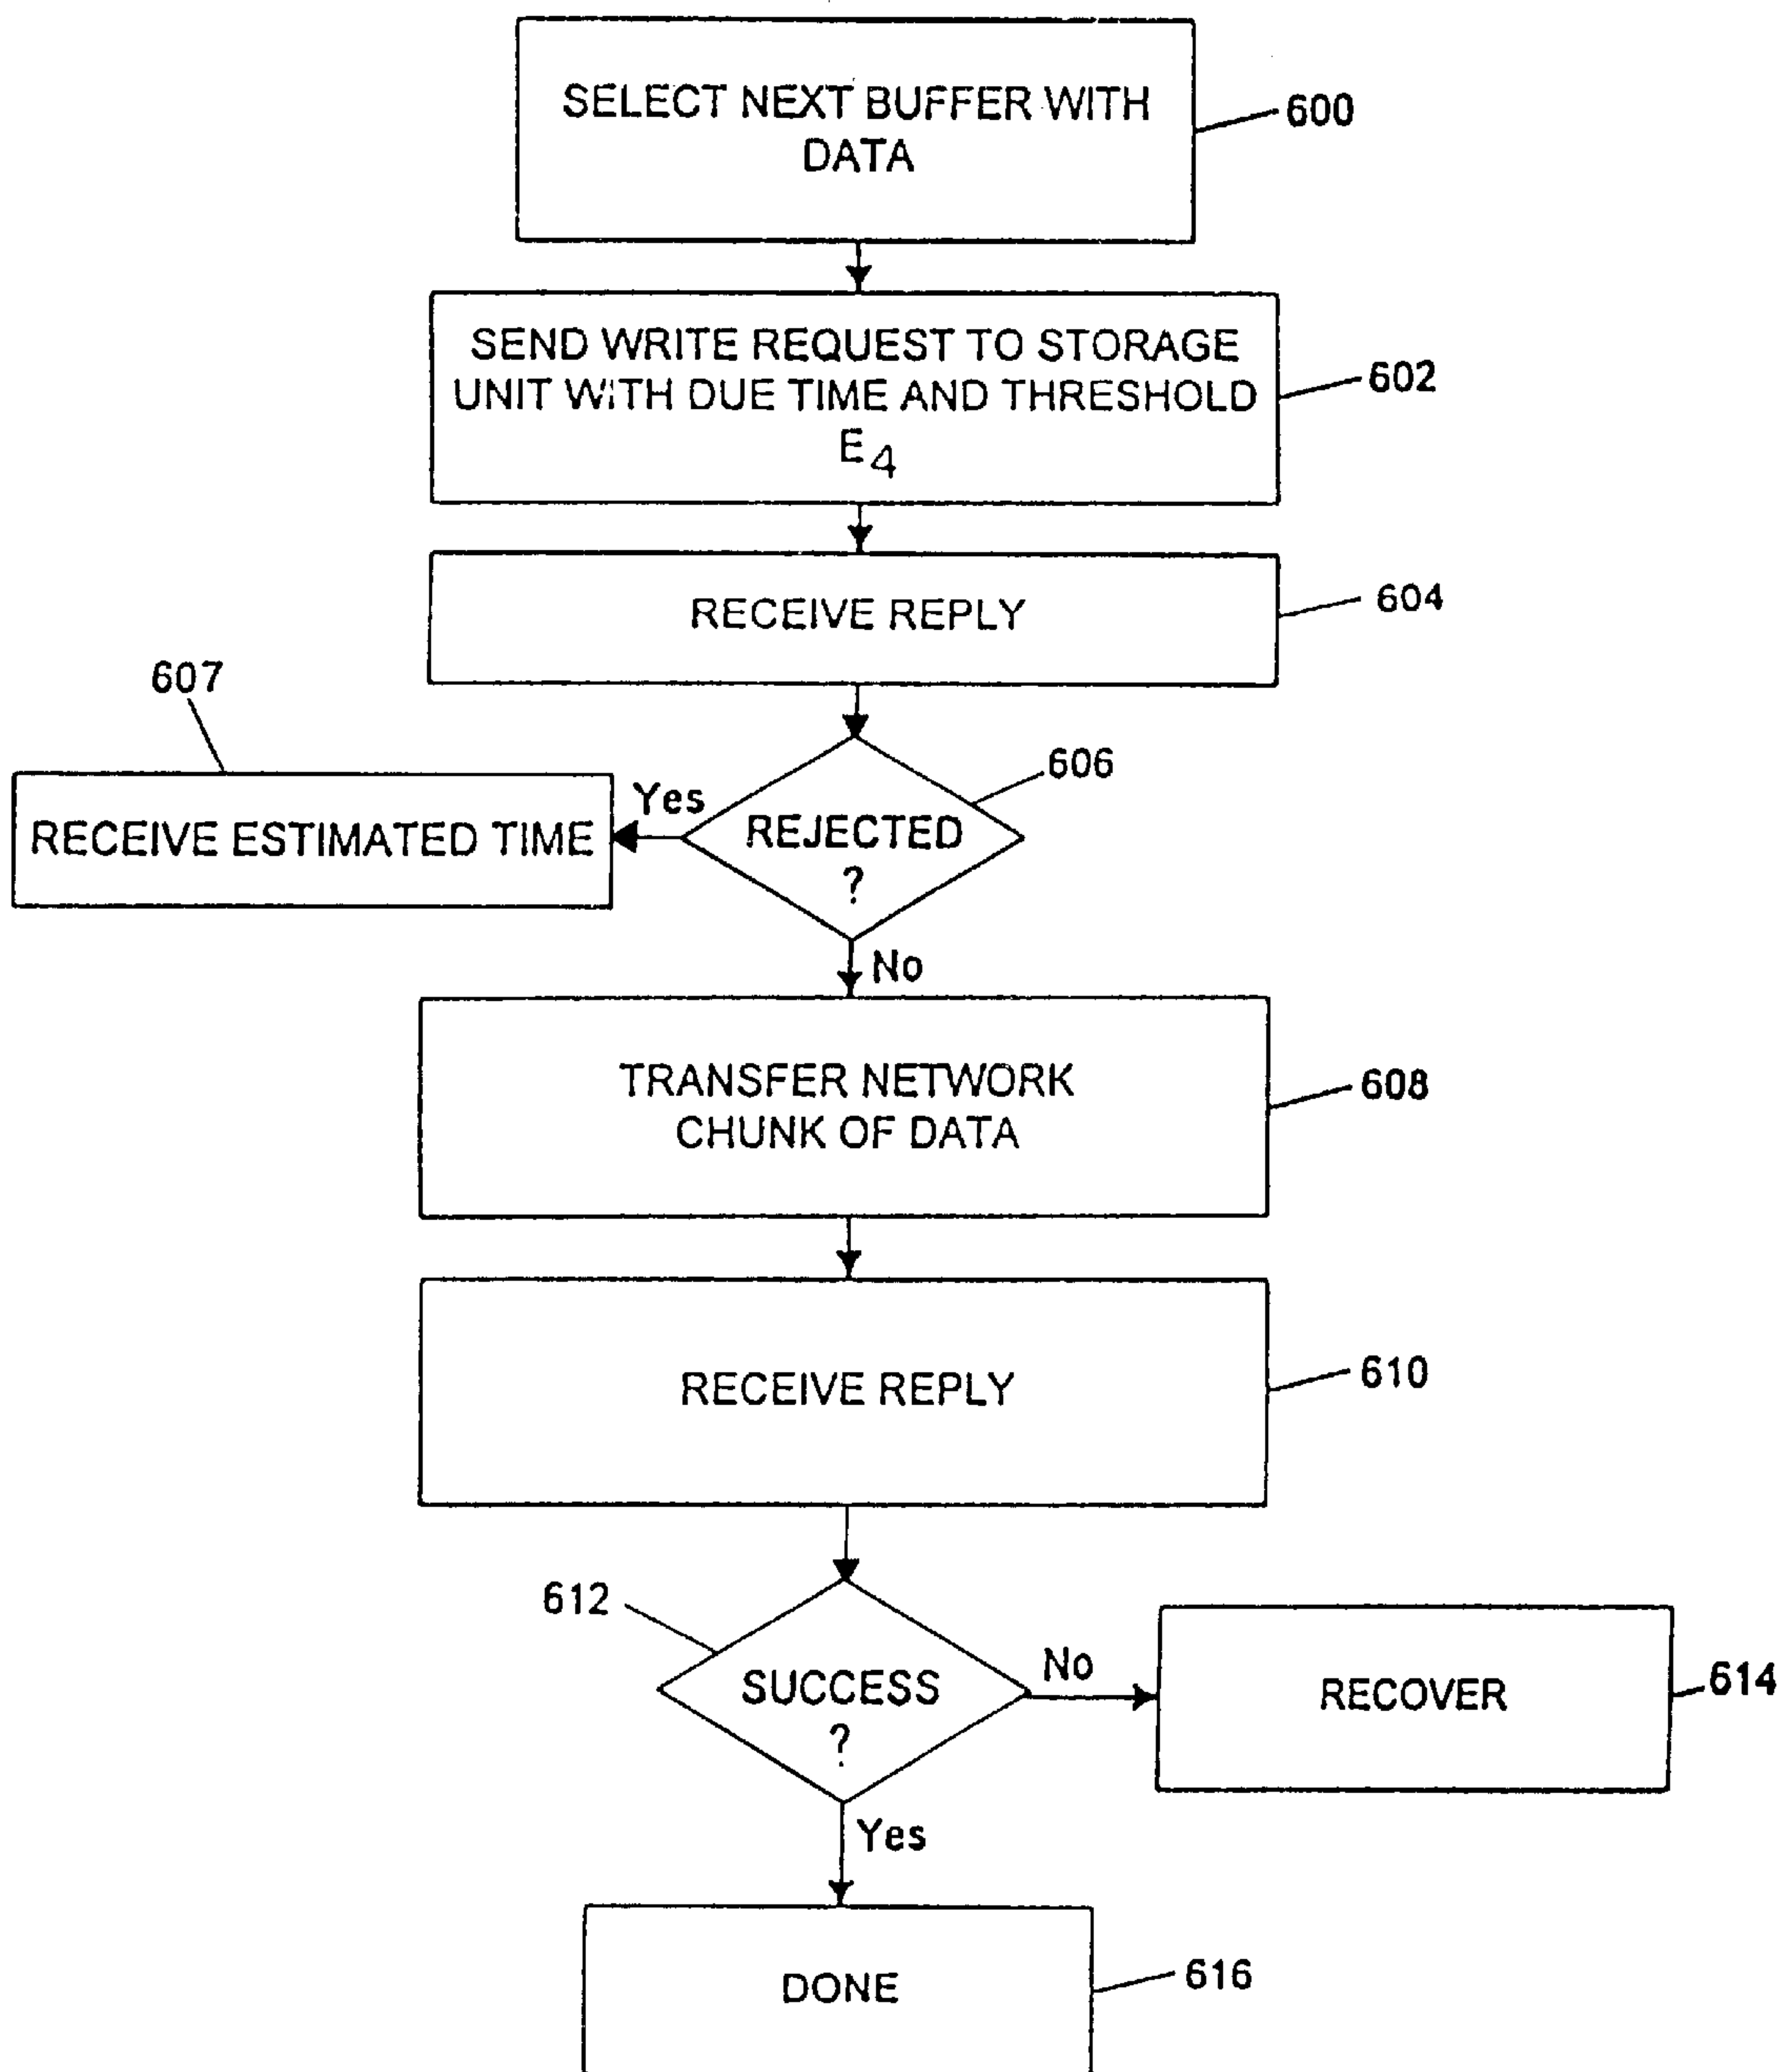 SELECT NEXT BUFFER WITH
DATA
600
SEND WRITE REQUEST TO STORAGE
UNIT WITH DUE TIME AND THRESHOLD
E4
602
RECEIVE REPLY
604
607
606
RECEIVE ESTIMATED TIME
Yes
REJECTED
?
No
TRANSFER NETWORK
CHUNK OF DATA
608
RECEIVE REPLY
610
612
SUCCESS
?
No
RECOVER
614
Yes
DONE
616